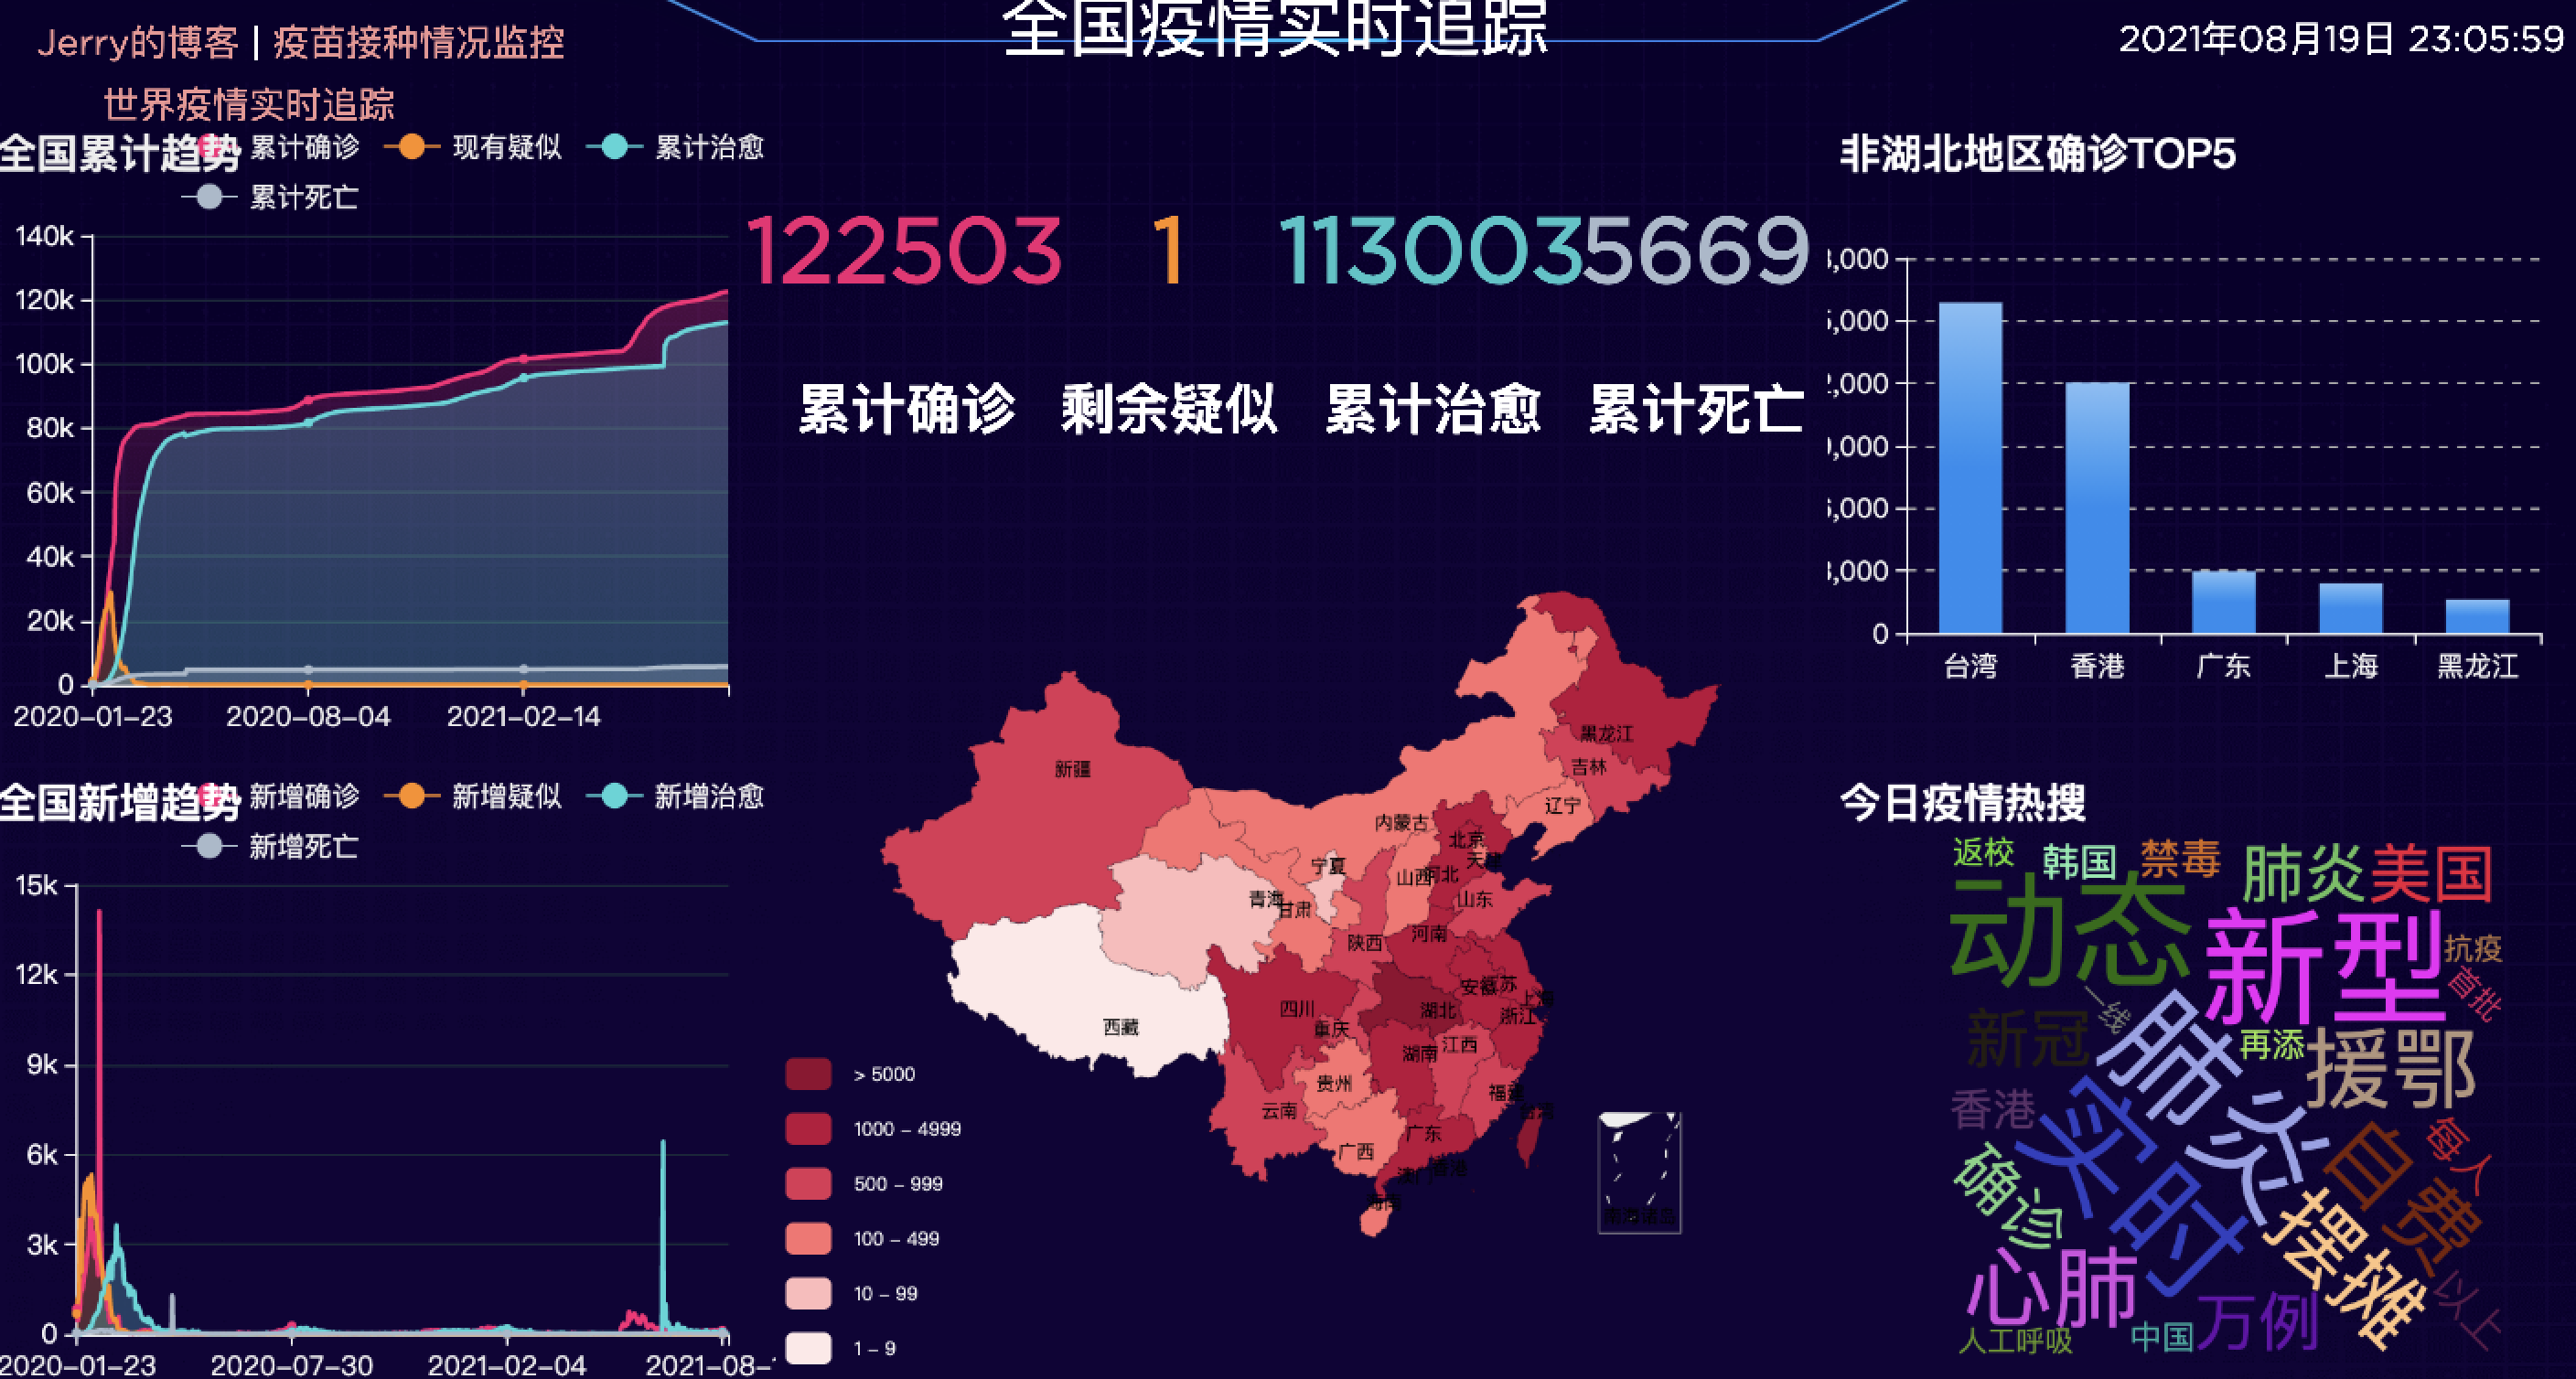 全国疫情实时追踪
Jerry的博客 | 疫苗接种情况监控
2021年08月19日 23:05:59
世界疫情实时追踪
全国累计趋势
累计确诊 现有疑似 累计治愈
累计死亡
140k
120k
100k
80k
60k
40k
20k
0
2020-01-23 2020-08-04 2021-02-14
全国新增趋势
新增确诊 新增疑似 新增治愈
新增死亡
15k
12k
9k
6k
3k
0
2020-01-23 2020-07-30 2021-02-04 2021-08-
122503 1 113003 5669
累计确诊 剩余疑似 累计治愈 累计死亡
黑龙江
吉林
辽宁
新疆
内蒙古
北京
天津
宁夏
山西
河北
青海
甘肃
山东
陕西
河南
安徽
江苏
上海
四川
湖北
浙江
西藏
重庆
湖南
江西
贵州
福建
云南
台湾
广东
广西
澳门
香港
海南
南海诸岛
> 5000
1000 - 4999
500 - 999
100 - 499
10 - 99
1 - 9
非湖北地区确诊TOP5
,000
5,000
2,000
,000
,000
3,000
0
台湾 香港 广东 上海 黑龙江
今日疫情热搜
返校
韩国
禁毒
肺炎
美国
动态
新型
抗疫
首批
一线
新冠
肺炎
再添
援鄂
香港
实时
自费
每人
确诊
摆摊
心肺
万例
以上
人工呼吸
中国